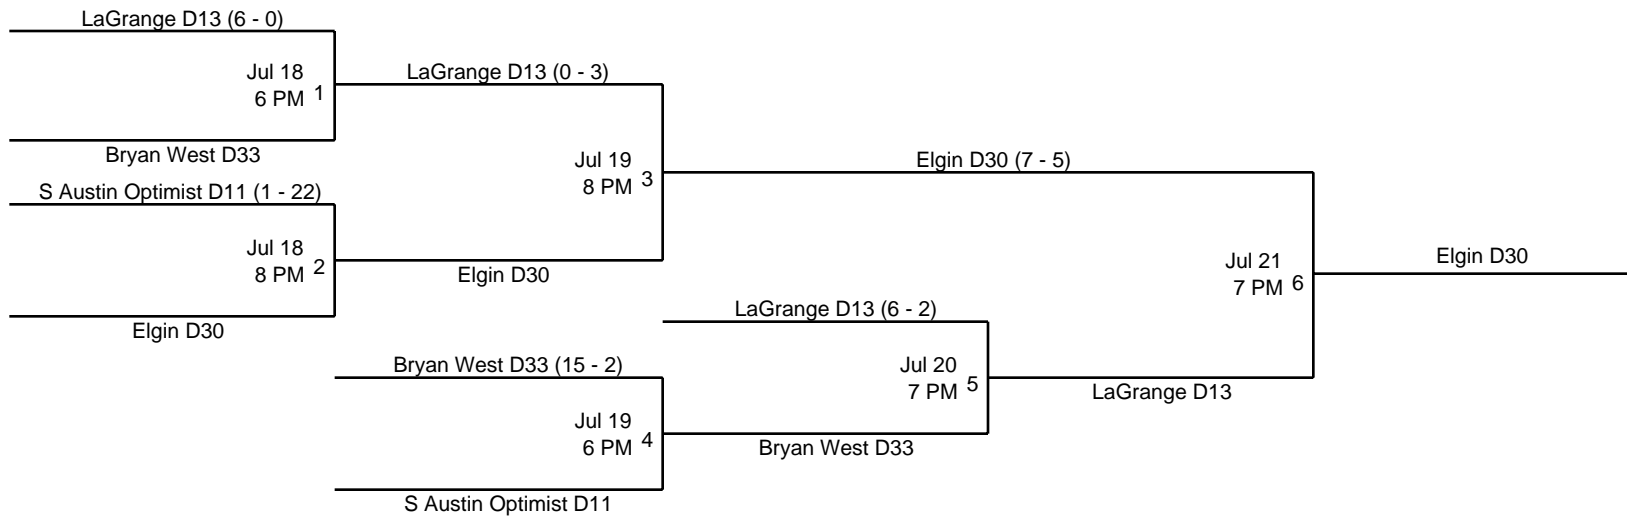 LaGrange D13 (6 - 0)
Jul 18
6 PM 1
Bryan West D33
S Austin Optimist D11 (1 - 22)
Jul 18
8 PM 2
Elgin D30
LaGrange D13 (0 - 3)
Jul 19
8 PM 3
Elgin D30
Bryan West D33 (15 - 2)
Jul 19
6 PM 4
S Austin Optimist D11
Elgin D30 (7 - 5)
LaGrange D13 (6 - 2)
Jul 20
7 PM 5
Bryan West D33
Jul 21
7 PM 6
LaGrange D13
Elgin D30